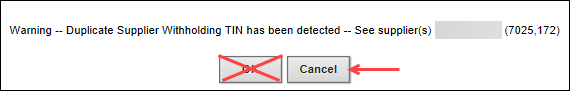 Warning -- Duplicate Supplier Withholding TIN has been detected -- See supplier(s) (7025,172)
Cancel